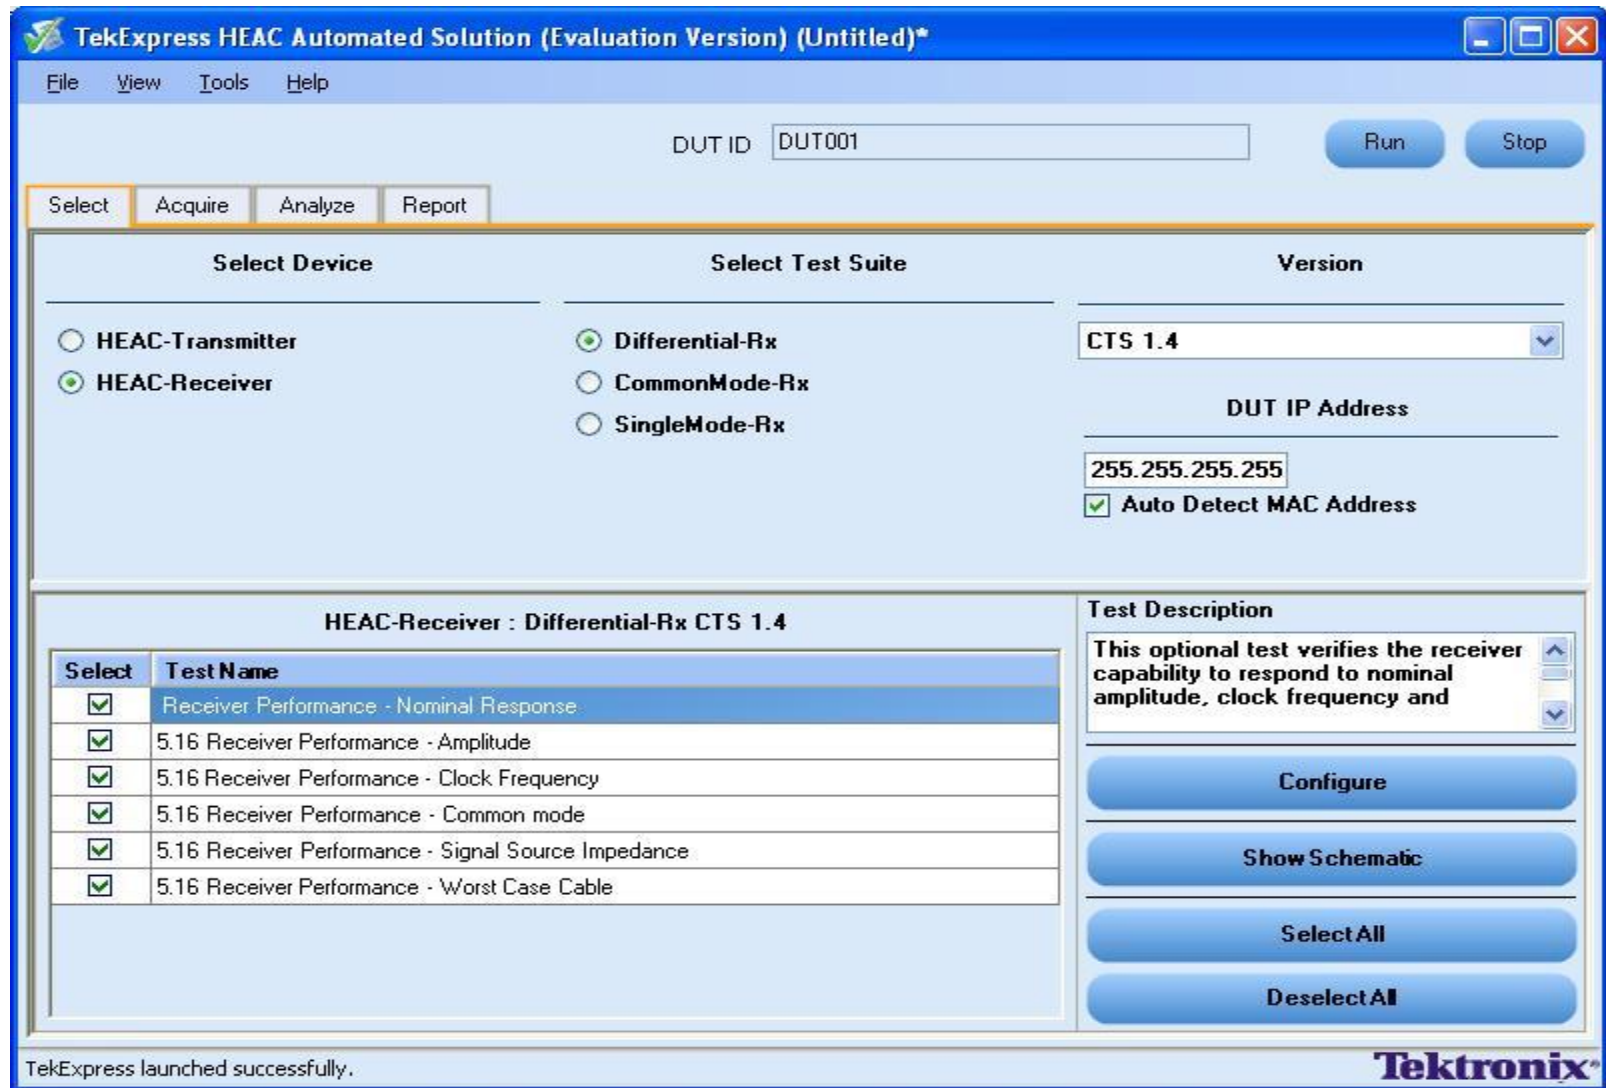 TekExpress HEAC Automated Solution (Evaluation Version) (Untitled)*
File View Tools Help
DUT ID DUT001 Run Stop
Select Acquire Analyze Report
Select Device Select Test Suite Version
HEAC-Transmitter Differential-Rx CTS 1.4
HEAC-Receiver CommonMode-Rx
DUT IP Address
SingleMode-Rx
255.255.255.255
Auto Detect MAC Address
HEAC-Receiver : Differential-Rx CTS 1.4
Select Test Name
Receiver Performance - Nominal Response
5.16 Receiver Performance - Amplitude
5.16 Receiver Performance - Clock Frequency
5.16 Receiver Performance - Common mode
5.16 Receiver Performance - Signal Source Impedance
5.16 Receiver Performance - Worst Case Cable
Test Description
This optional test verifies the receiver
capability to respond to nominal
amplitude, clock frequency and
Configure
Show Schematic
Select All
Deselect All
TekExpress launched successfully.
Tektronix